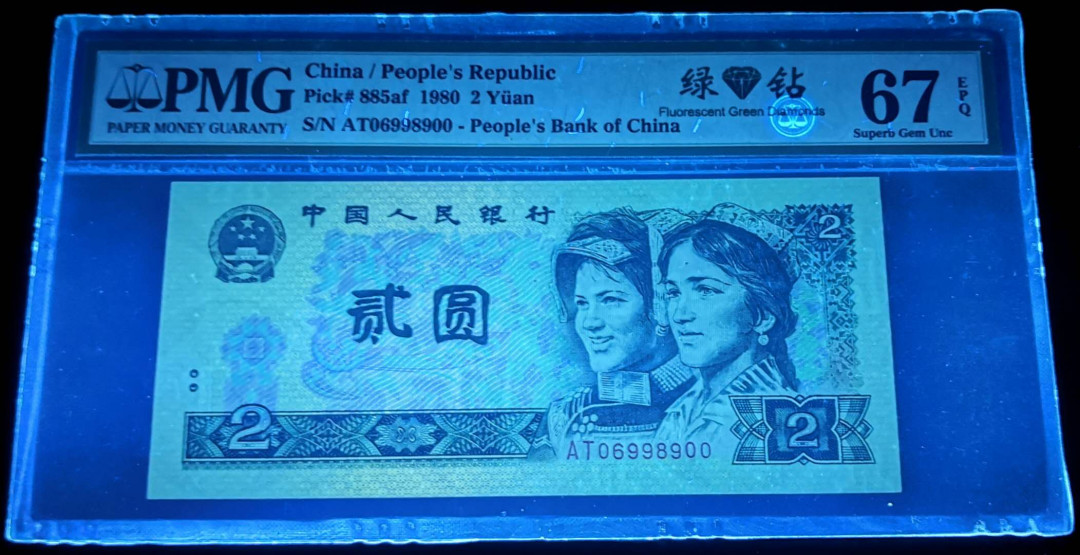 PMG
PAPER MONEY GUARANTY
China / People's Republic
Pick# 885af 1980 2 Yüan
S/N AT06998900 - People's Bank of China
绿 钻
Fluorescent Green Diamonds
67
EPQ
Superb Gem Unc
中国人民银行
2
贰圆
2
AT06998900
2